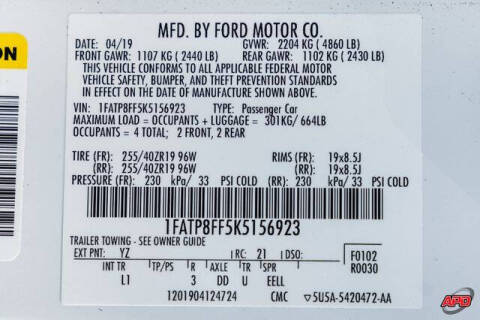 MFD. BY FORD MOTOR CO.
DATE: 04/19 GVWR: 2204 KG ( 4860 LB)
FRONT GAWR: 1107 KG ( 2440 LB) REAR GAWR: 1102 KG ( 2430 LB)
THIS VEHICLE CONFORMS TO ALL APPLICABLE FEDERAL MOTOR
VEHICLE SAFETY, BUMPER, AND THEFT PREVENTION STANDARDS
IN EFFECT ON THE DATE OF MANUFACTURE SHOWN ABOVE.
VIN: 1FATP8FF5K5156923 TYPE: Passenger Car
MAXIMUM LOAD = OCCUPANTS + LUGGAGE = 301KG/ 664LB
OCCUPANTS = 4 TOTAL; 2 FRONT, 2 REAR
TIRE (FR): 255/40ZR19 96W RIMS (FR): 19x8.5J
(RR): 255/40ZR19 96W (RR): 19x8.5J
PRESSURE (FR): 230 kPa/ 33 PSI COLD (RR): 230 kPa/ 33 PSI COLD
1FATP8FF5K5156923
TRAILER TOWING - SEE OWNER GUIDE
EXT PNT: YZ RC: 21 DSO: F0102
INT TR TP/PS R AXLE TR SPR R0030
L1 3 DD U EELL
1201904124724 CMC 5U5A-5420472-AA
APD